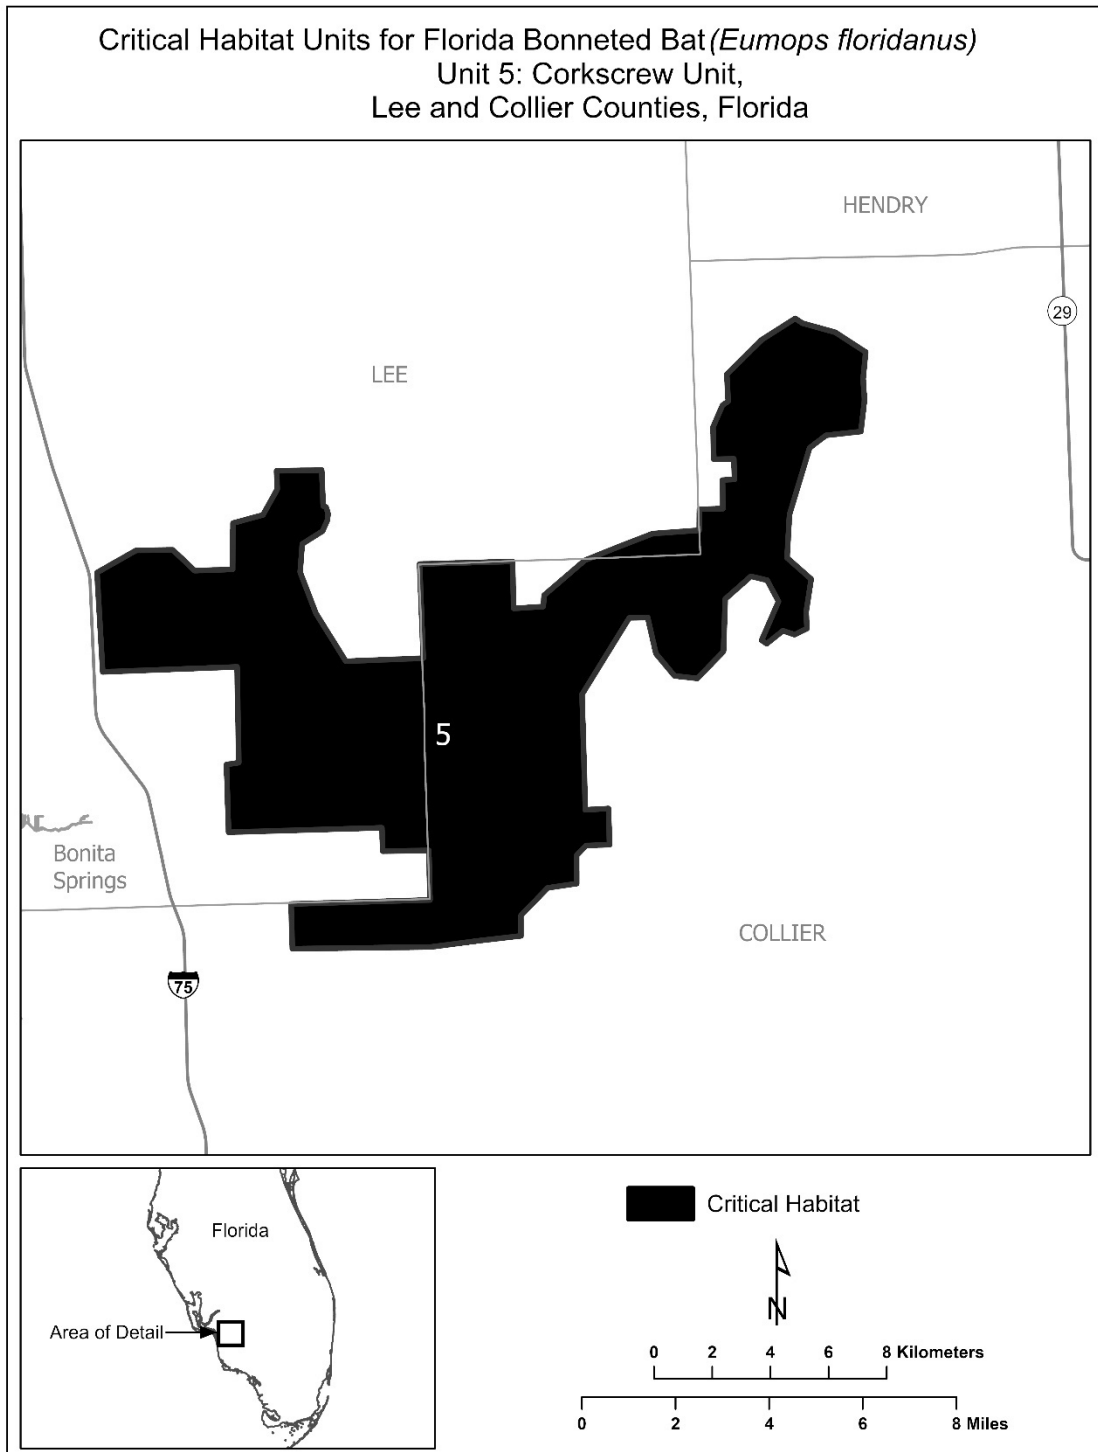 Critical Habitat Units for Florida Bonneted Bat (Eumops floridanus)
Unit 5: Corkscrew Unit,
Lee and Collier Counties, Florida
HENDRY
29
LEE
5
Bonita
Springs
COLLIER
75
Florida
Area of Detail
Critical Habitat
N
0 2 4 6 8 Kilometers
0 2 4 6 8 Miles